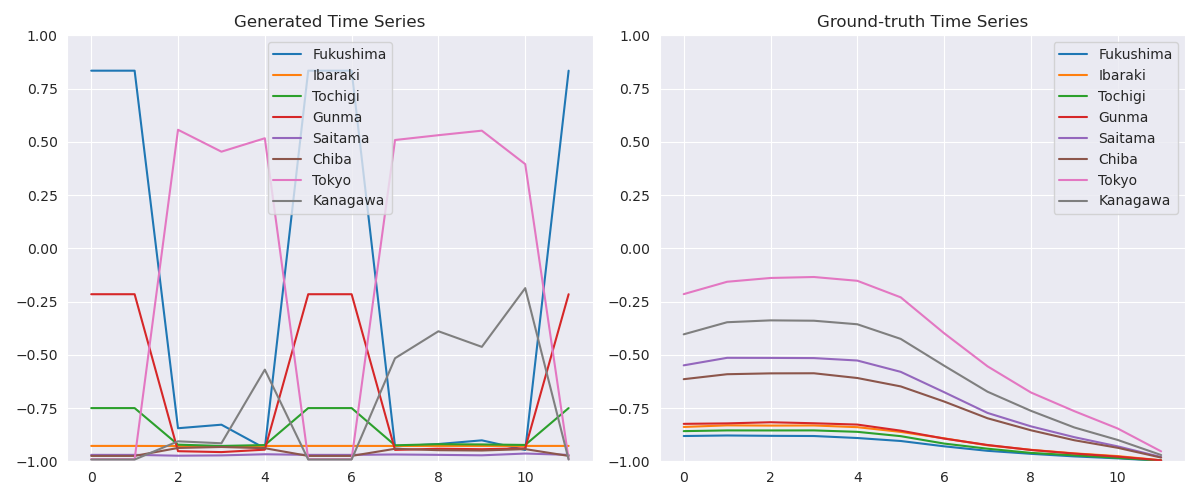 Generated Time Series
1.00
0.75
0.50
0.25
0.00
−0.25
−0.50
−0.75
−1.00
0 2 4 6 8 10
Fukushima
Ibaraki
Tochigi
Gunma
Saitama
Chiba
Tokyo
Kanagawa
Ground-truth Time Series
1.00
0.75
0.50
0.25
0.00
−0.25
−0.50
−0.75
−1.00
0 2 4 6 8 10
Fukushima
Ibaraki
Tochigi
Gunma
Saitama
Chiba
Tokyo
Kanagawa